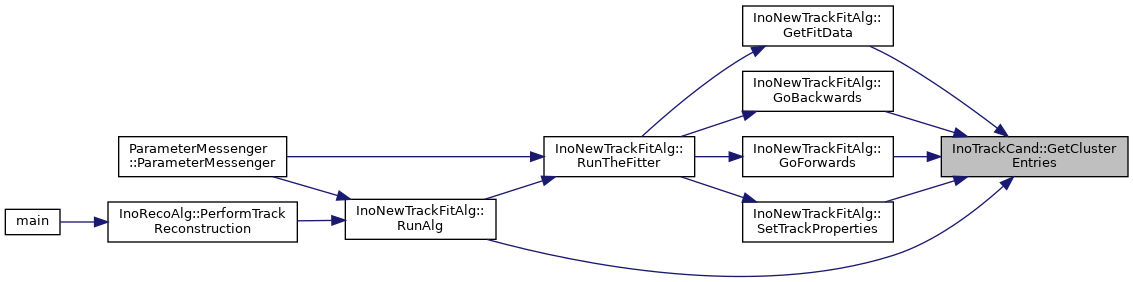 InoNewTrackFitAlg::
GetFitData
InoNewTrackFitAlg::
GoBackwards
ParameterMessenger
::ParameterMessenger
InoNewTrackFitAlg::
RunTheFitter
InoNewTrackFitAlg::
GoForwards
InoTrackCand::GetCluster
Entries
main
InoRecoAlg::PerformTrack
Reconstruction
InoNewTrackFitAlg::
RunAlg
InoNewTrackFitAlg::
SetTrackProperties